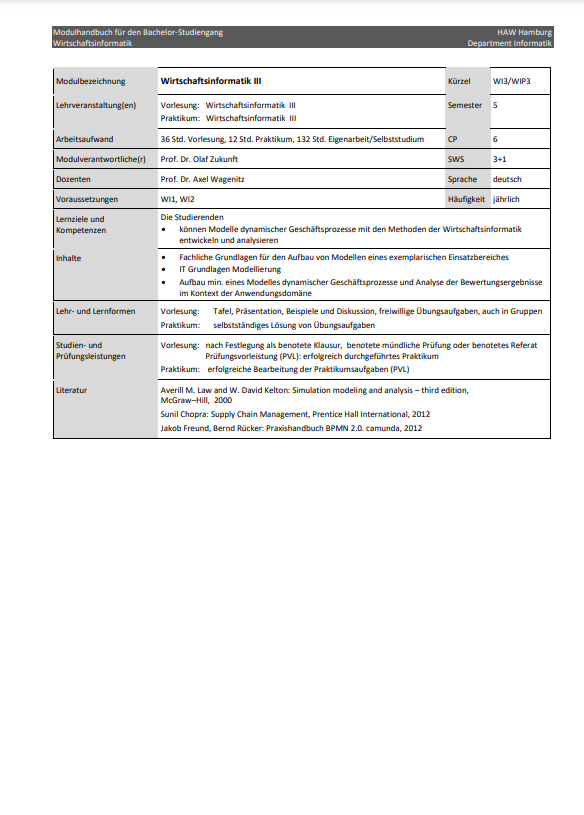 Modulhandbuch für den Bachelor-Studiengang HAW Hamburg
Wirtschaftsinformatik Department Informatik
Modulbezeichnung Wirtschaftsinformatik III Kürzel WI3/WIP3
Lehrveranstaltung(en) Vorlesung: Wirtschaftsinformatik III Semester 5
Praktikum: Wirtschaftsinformatik III
Arbeitsaufwand 36 Std. Vorlesung, 12 Std. Praktikum, 132 Std. Eigenarbeit/Selbststudium CP 6
Modulverantwortliche(r) Prof. Dr. Olaf Zukunft SWS 3+1
Dozenten Prof. Dr. Axel Wagenitz Sprache deutsch
Voraussetzungen WI1, WI2 Häufigkeit jährlich
Lernziele und Die Studierenden
Kompetenzen • können Modelle dynamischer Geschäftsprozesse mit den Methoden der Wirtschaftsinformatik
entwickeln und analysieren
Inhalte • Fachliche Grundlagen für den Aufbau von Modellen eines exemplarischen Einsatzbereiches
• IT Grundlagen Modellierung
• Aufbau min. eines Modelles dynamischer Geschäftsprozesse und Analyse der Bewertungsergebnisse
im Kontext der Anwendungsdomäne
Lehr- und Lernformen Vorlesung: Tafel, Präsentation, Beispiele und Diskussion, freiwillige Übungsaufgaben, auch in Gruppen
Praktikum: selbstständiges Lösung von Übungsaufgaben
Studien- und Vorlesung: nach Festlegung als benotete Klausur, benotete mündliche Prüfung oder benotetes Referat
Prüfungsleistungen Prüfungsvorleistung (PVL): erfolgreich durchgeführtes Praktikum
Praktikum: erfolgreiche Bearbeitung der Praktikumsaufgaben (PVL)
Literatur Averill M. Law and W. David Kelton: Simulation modeling and analysis – third edition,
McGraw–Hill, 2000
Sunil Chopra: Supply Chain Management, Prentice Hall International, 2012
Jakob Freund, Bernd Rücker: Praxishandbuch BPMN 2.0. camunda, 2012